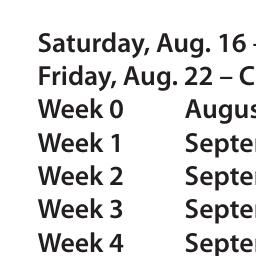 Saturday, Aug. 16 -
Friday, Aug. 22 – C
Week 0 Augus
Week 1 Septe
Week 2 Septe
Week 3 Septe
Week 4 Septe